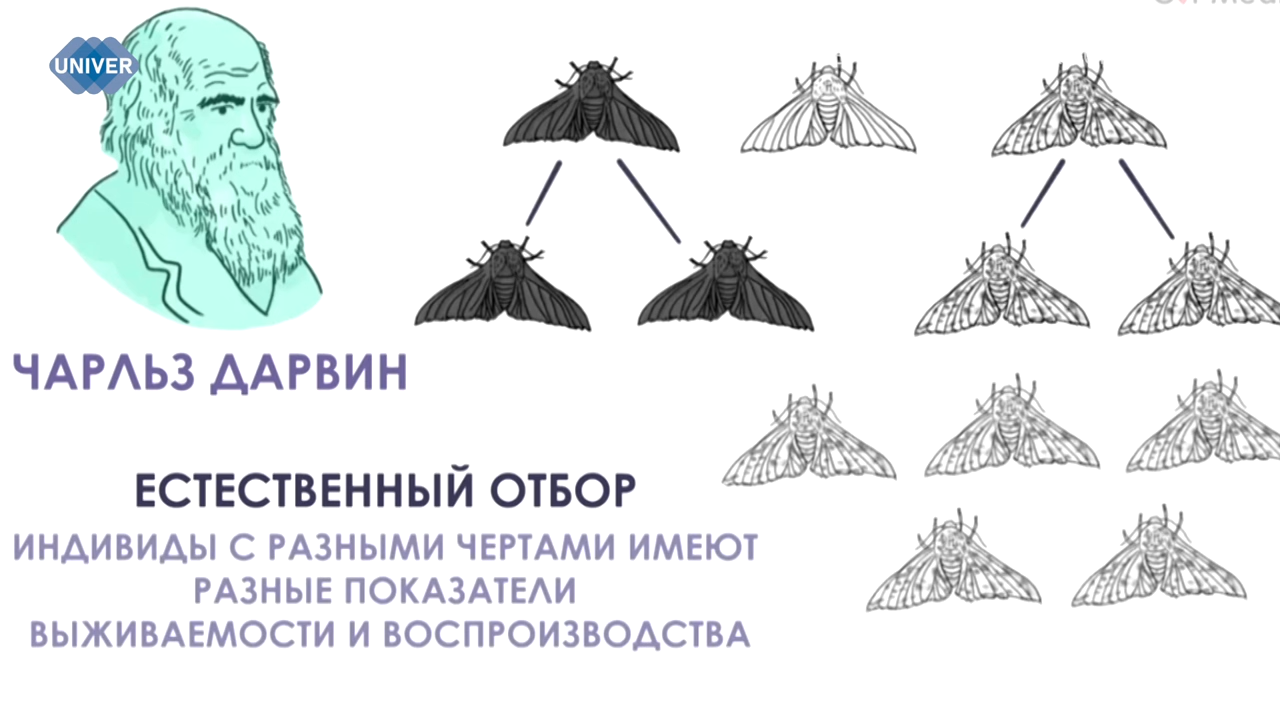 UNIVER
ЧАРЛЬЗ ДАРВИН
ЕСТЕСТВЕННЫЙ ОТБОР
ИНДИВИДЫ С РАЗНЫМИ ЧЕРТАМИ ИМЕЮТ
РАЗНЫЕ ПОКАЗАТЕЛИ
ВЫЖИВАЕМОСТИ И ВОСПРОИЗВОДСТВА